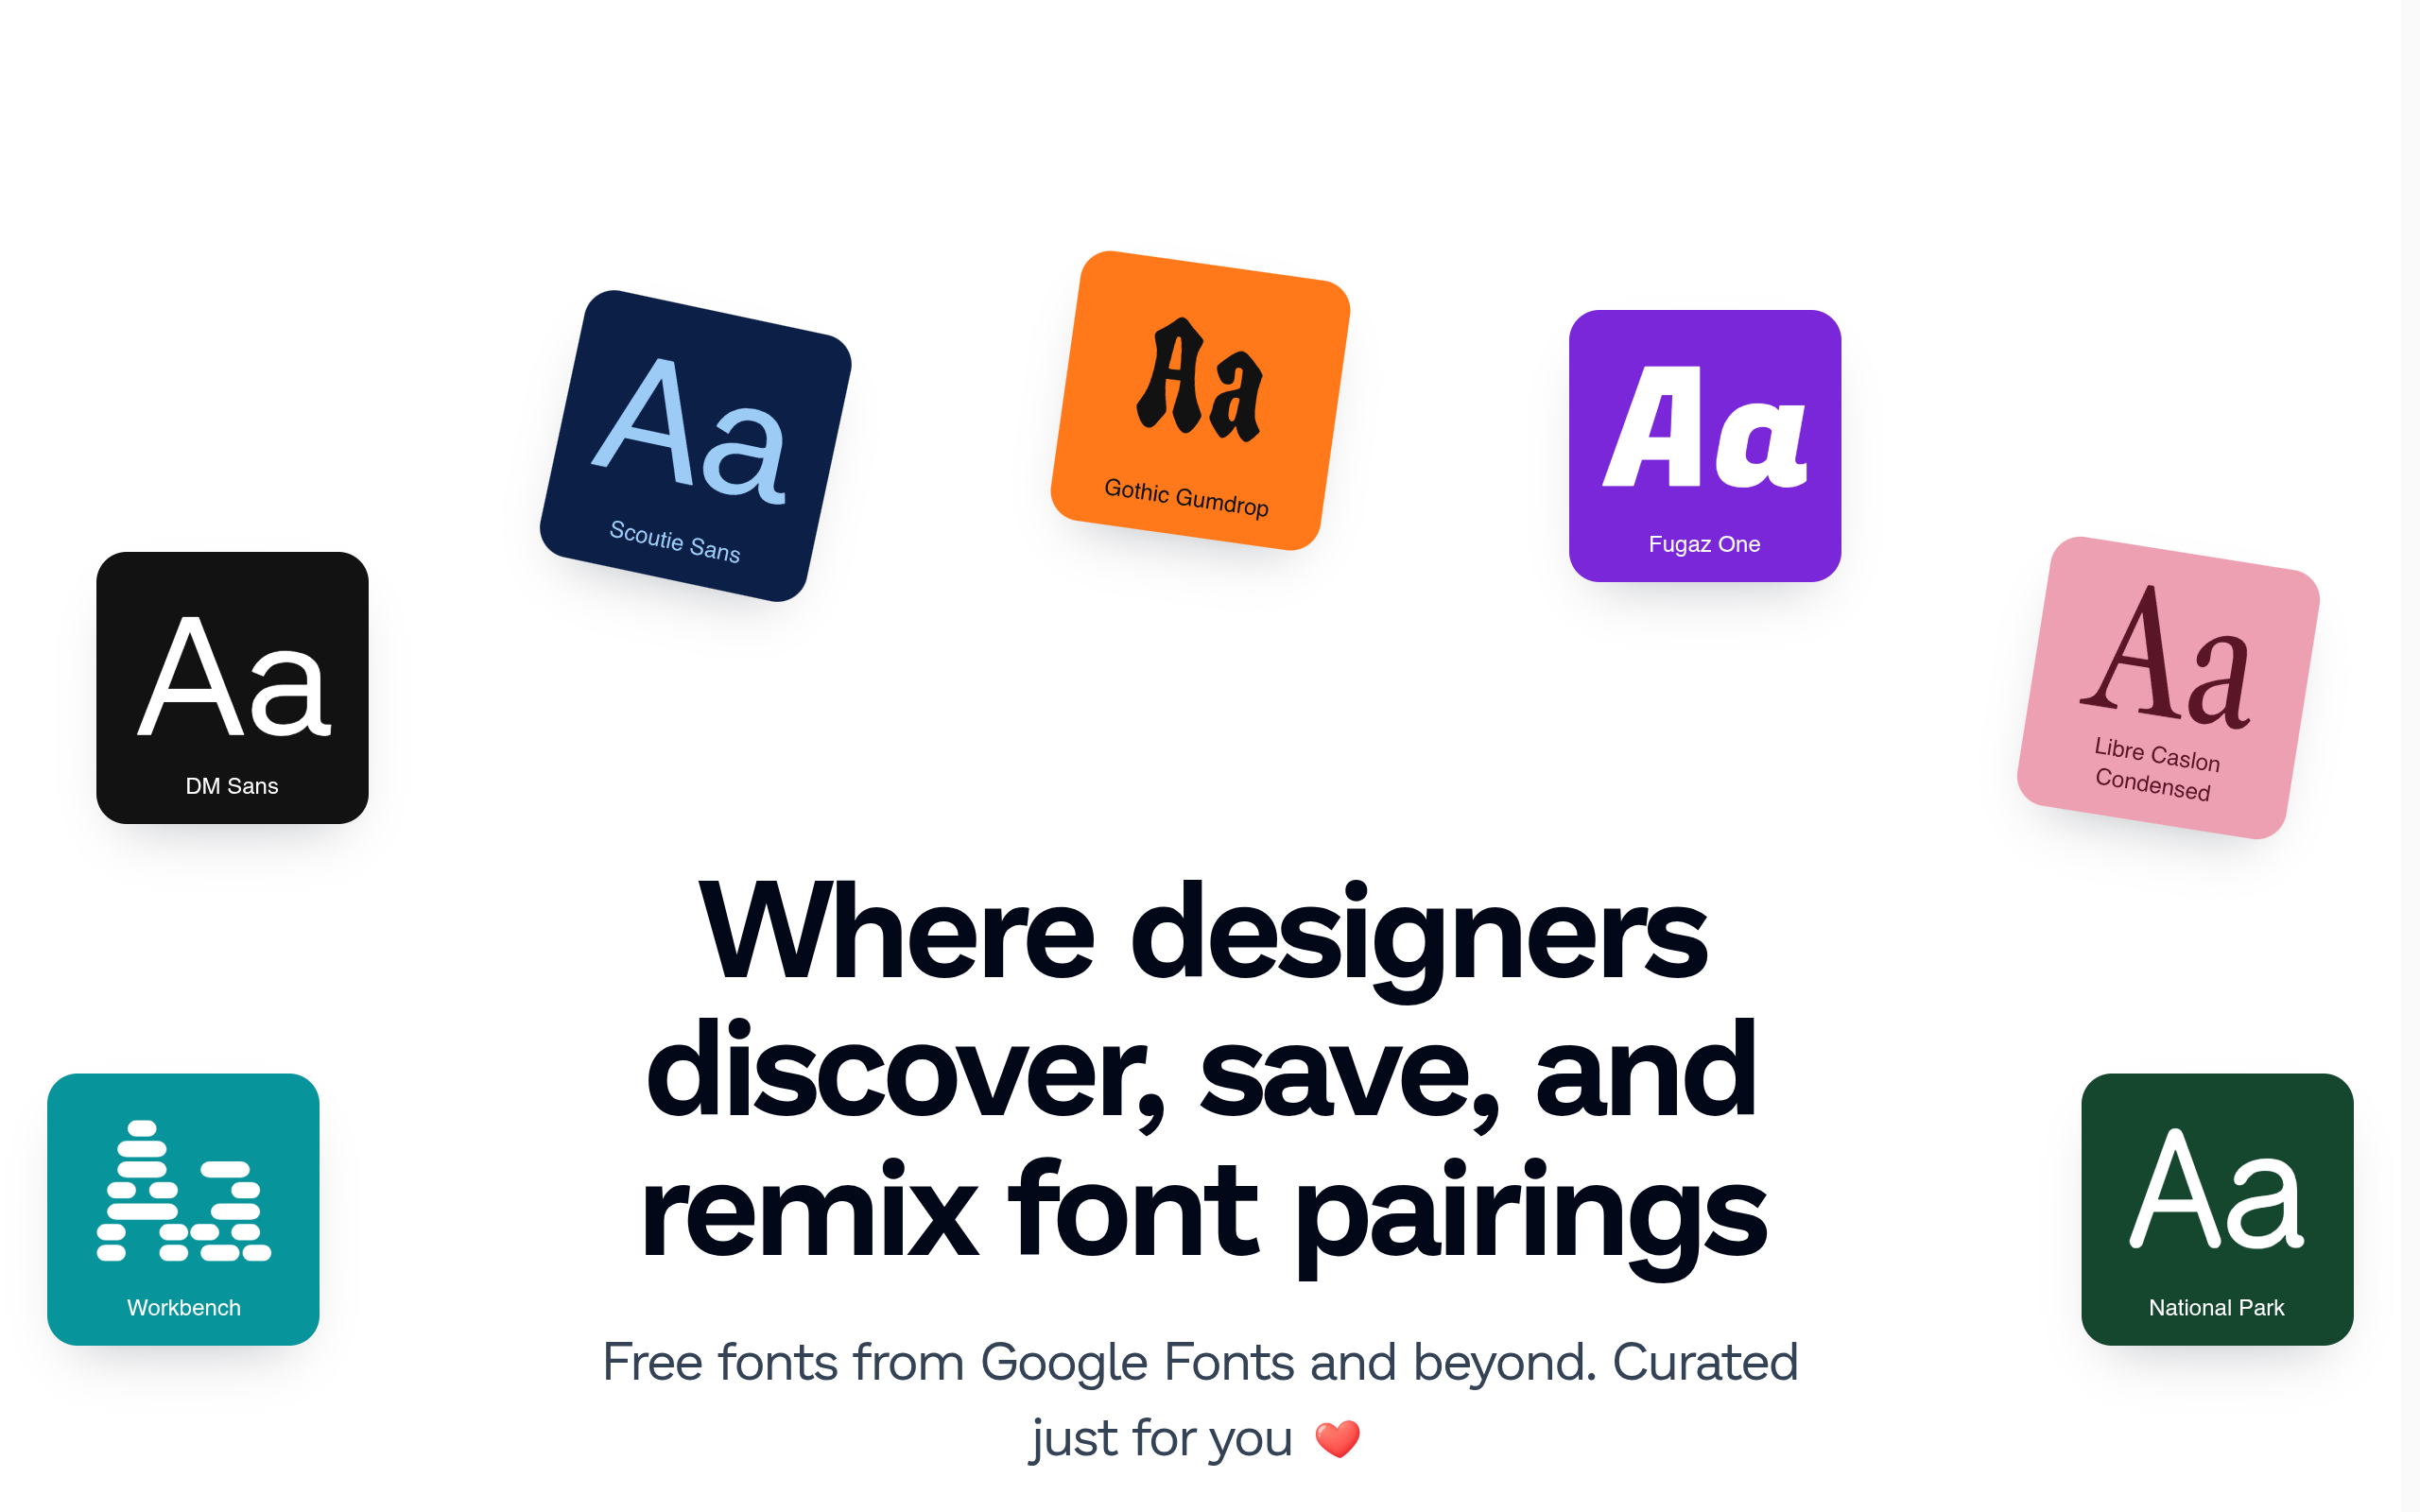 Aa
Gothic Gumdrop
Aa
Scoutie Sans
Aa
Fugaz One
Aa
DM Sans
Aa
Libre Caslon
Condensed
Where designers
discover, save, and
remix font pairings
Aa
Workbench
Aa
National Park
Free fonts from Google Fonts and beyond. Curated
just for you ❤️